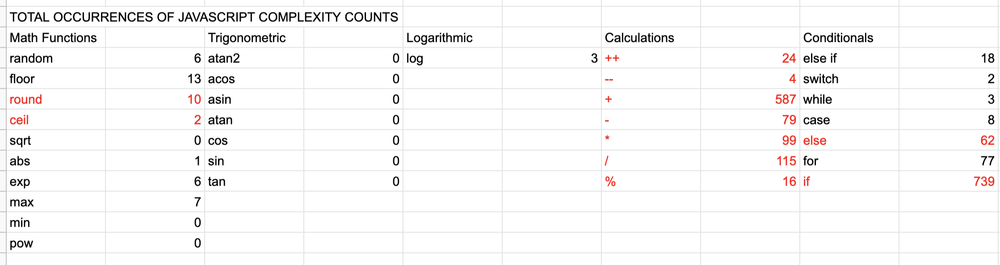 TOTAL OCCURRENCES OF JAVASCRIPT COMPLEXITY COUNTS
Math Functions Trigonometric Logarithmic Calculations Conditionals
random 6 atan2 0 log 3 ++ 24 else if 18
floor 13 acos 0 -- 4 switch 2
round 10 asin 0 + 587 while 3
ceil 2 atan 0 - 79 case 8
sqrt 0 cos 0 * 99 else 62
abs 1 sin 0 / 115 for 77
exp 6 tan 0 % 16 if 739
max 7
min 0
pow 0